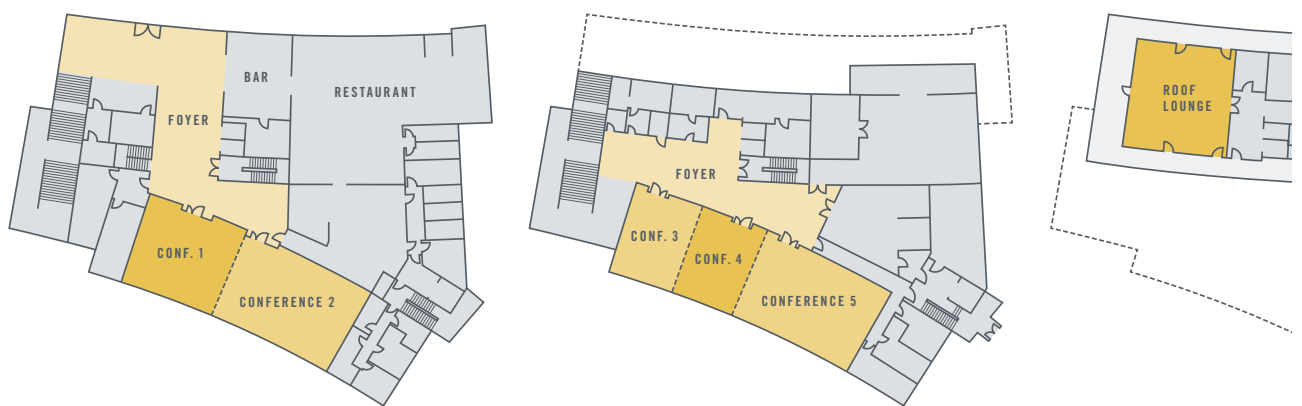 BAR
RESTAURANT
FOYER
CONF. 1
CONFERENCE 2
FOYER
CONF. 3
CONF. 4
CONFERENCE 5
ROOF
LOUNGE